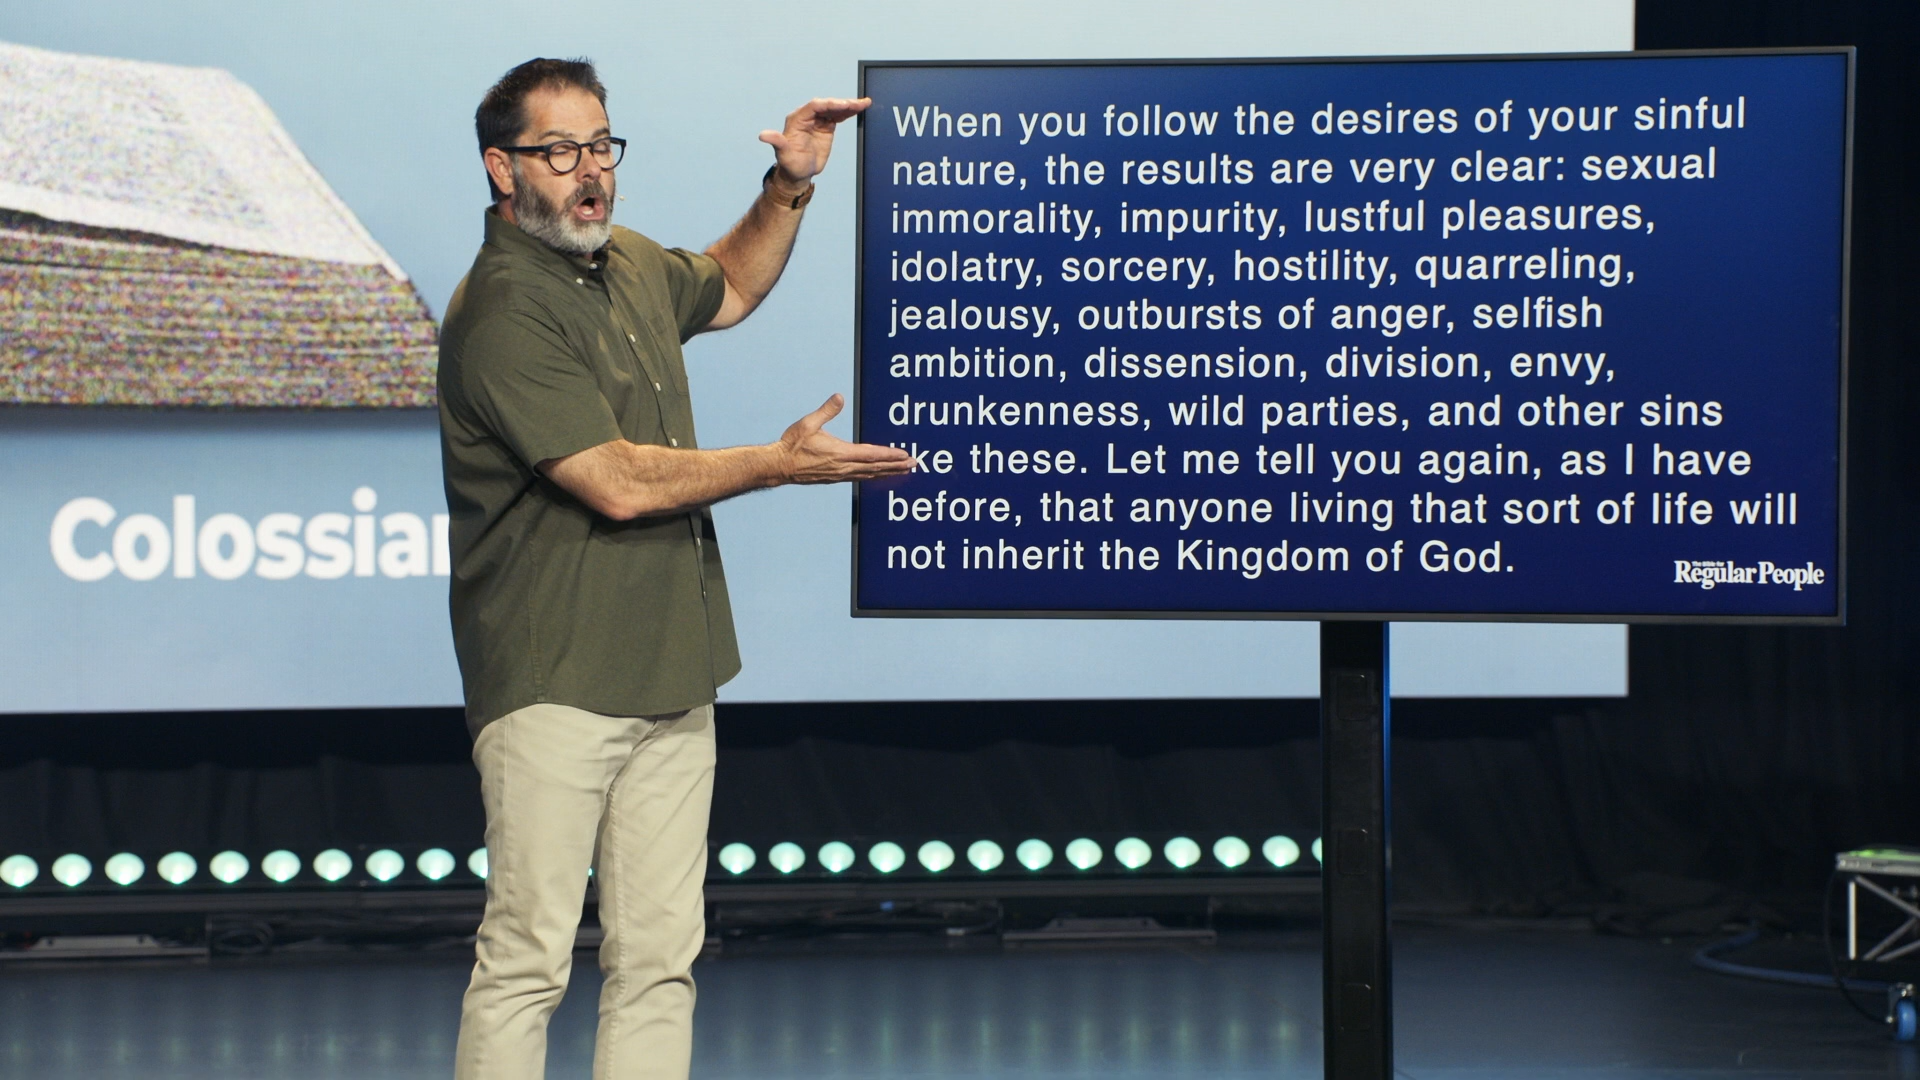 When you follow the desires of your sinful
nature, the results are very clear: sexual
immorality, impurity, lustful pleasures,
idolatry, sorcery, hostility, quarreling,
jealousy, outbursts of anger, selfish
ambition, dissension, division, envy,
drunkenness, wild parties, and other sins
like these. Let me tell you again, as I have
before, that anyone living that sort of life will
not inherit the Kingdom of God.
The Bible for
Regular People
Colossian